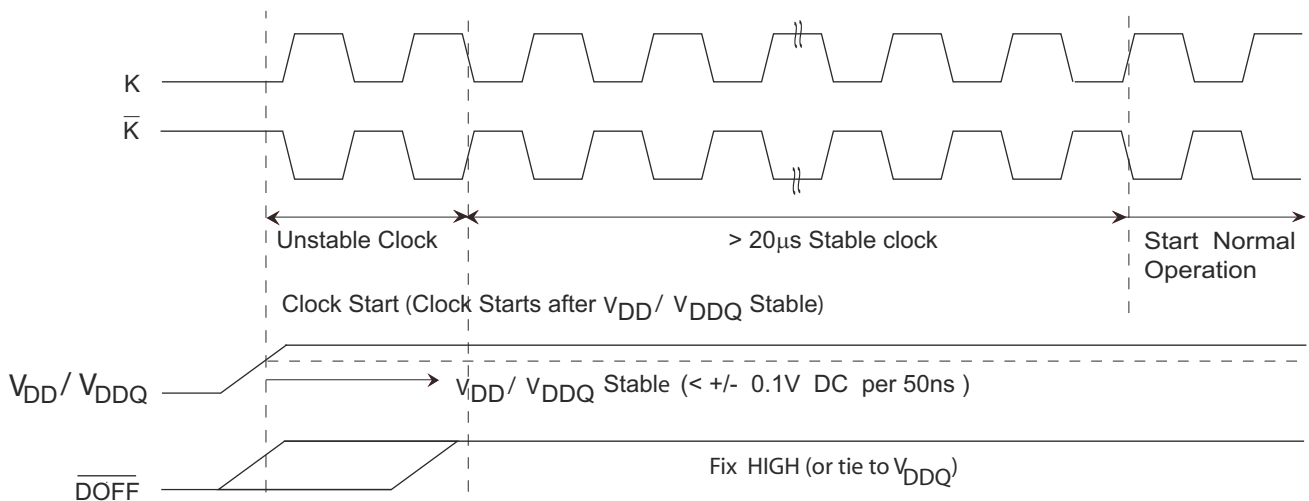 K
K̅
Unstable Clock
> 20μs Stable clock
Start Normal
Operation
Clock Start (Clock Starts after VDD / VDDQ Stable)
VDD / VDDQ
VDD / VDDQ Stable (< +/- 0.1V DC per 50ns )
Fix HIGH (or tie to VDDQ)
D̅O̅F̅F̅